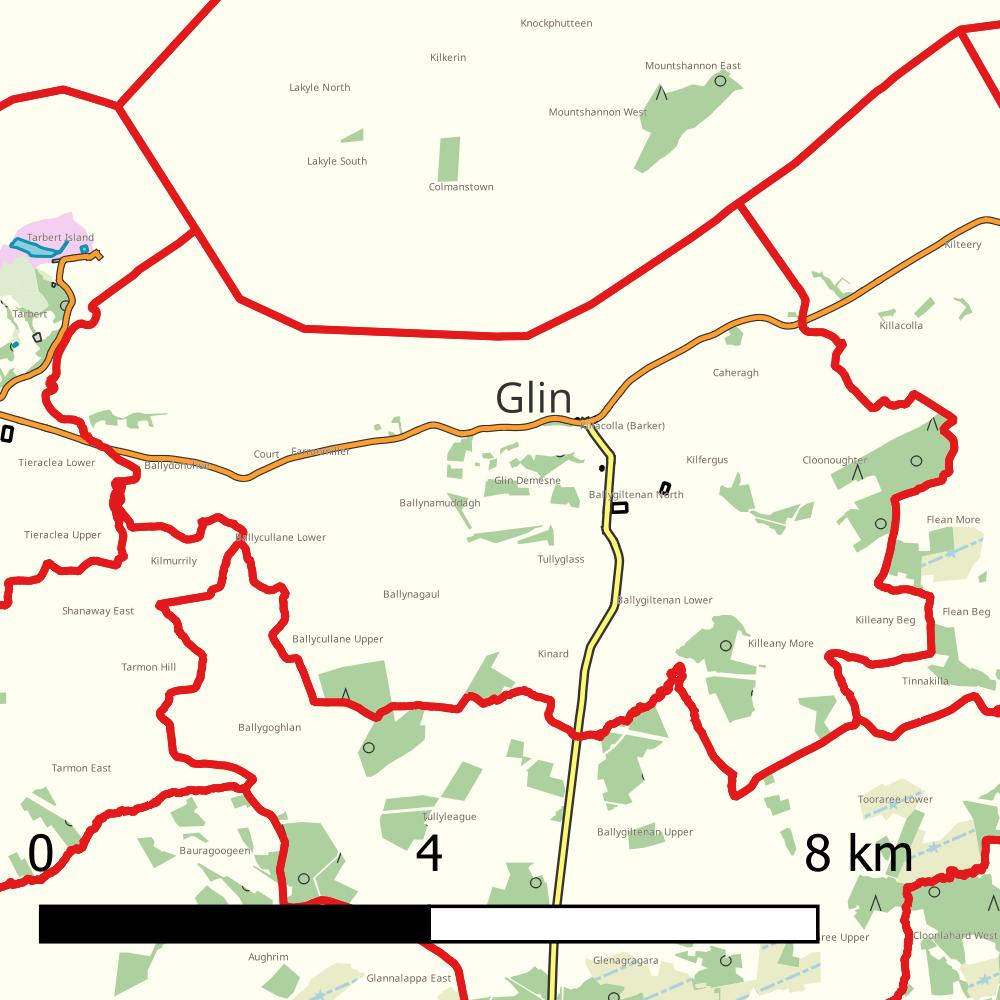 Knockphutteen
Kilkerin
Mountshannon East
Lakyle North
Mountshannon West
Lakyle South
Colmanstown
Tarbert Island
Kilteery
Tarbert
Killacolla
Caheragh
Glin
Killacolla (Barker)
Court
Farranmiller
Tieraclea Lower
Ballydonohoe
Kilfergus
Cloonoughter
Glin Demesne
Ballygiltenan North
Ballynamuddagh
Flean More
Tieraclea Upper
Ballycullane Lower
Kilmurrily
Tullyglass
Ballynagaul
Ballygiltenan Lower
Shanaway East
Flean Beg
Killeany Beg
Ballycullane Upper
Killeany More
Kinard
Tarmon Hill
Tinnakilla
Ballygoghlan
Tarmon East
Tooraree Lower
Tullyleague
Ballygiltenan Upper
Bauragoogeen
0 4 8 km
ree Upper
Cloonlahard West
Aughrim
Glenagragara
Glannalappa East